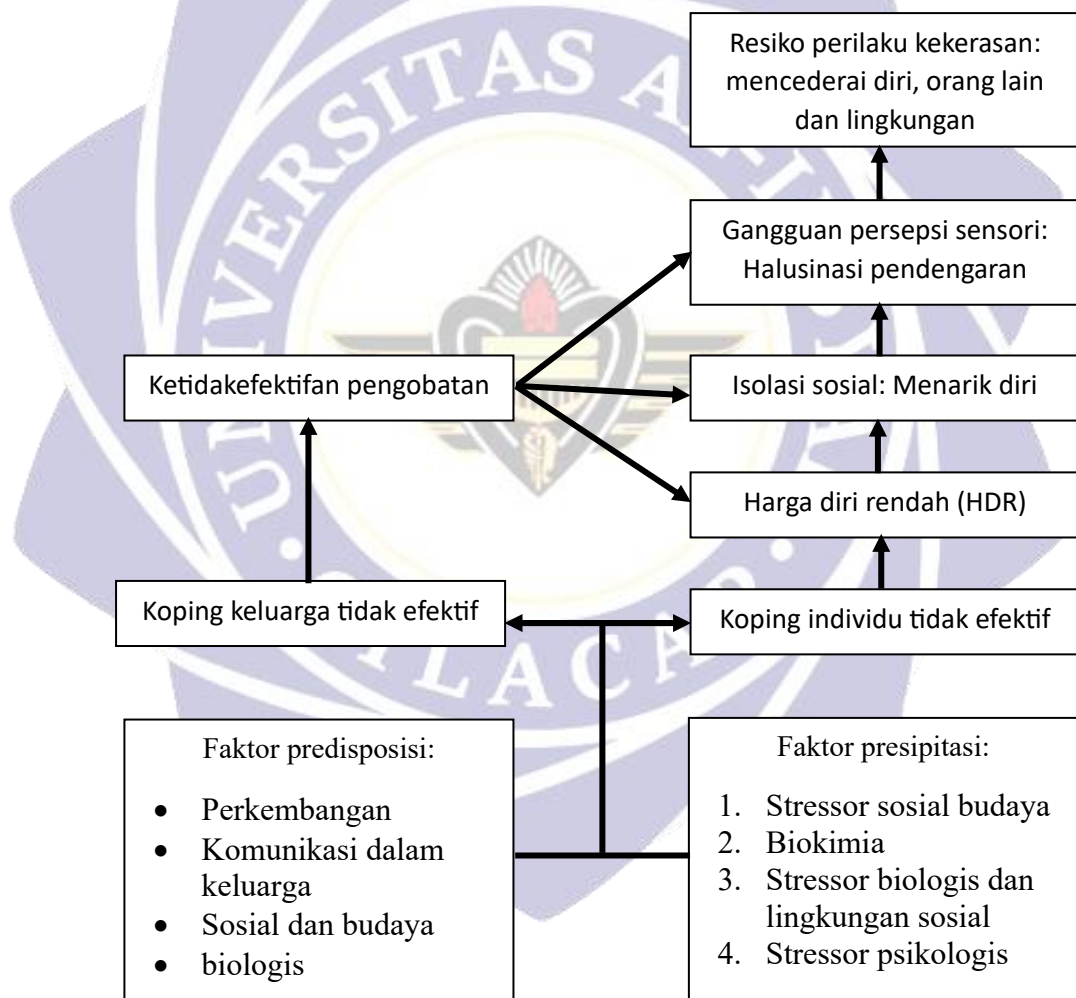 Resiko perilaku kekerasan:
mencederai diri, orang lain
dan lingkungan
Gangguan persepsi sensori:
Halusinasi pendengaran
Ketidakefektifan pengobatan
Isolasi sosial: Menarik diri
Harga diri rendah (HDR)
Koping keluarga tidak efektif
Koping individu tidak efektif
Faktor predisposisi:
• Perkembangan
• Komunikasi dalam
keluarga
• Sosial dan budaya
• biologis
Faktor presipitasi:
1. Stressor sosial budaya
2. Biokimia
3. Stressor biologis dan
lingkungan sosial
4. Stressor psikologis
UNIVERSITAS